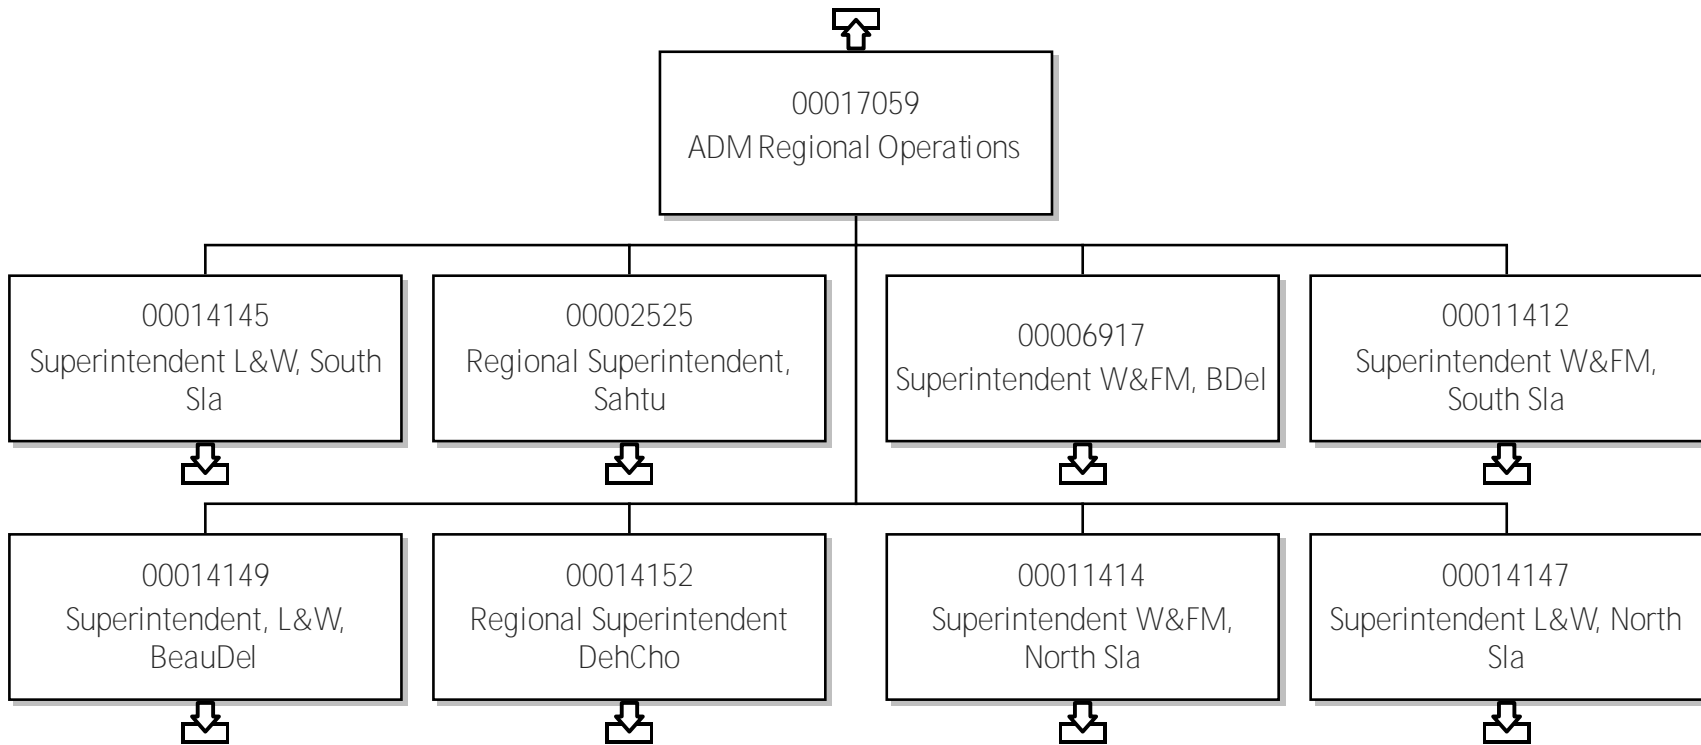 00017059
ADM Regional Operations
00014145
Superintendent L&W, South
Sla
00002525
Regional Superintendent,
Sahtu
00006917
Superintendent W&FM, BDel
00011412
Superintendent W&FM,
South Sla
00014149
Superintendent, L&W,
BeauDel
00014152
Regional Superintendent
DehCho
00011414
Superintendent W&FM,
North Sla
00014147
Superintendent L&W, North
Sla